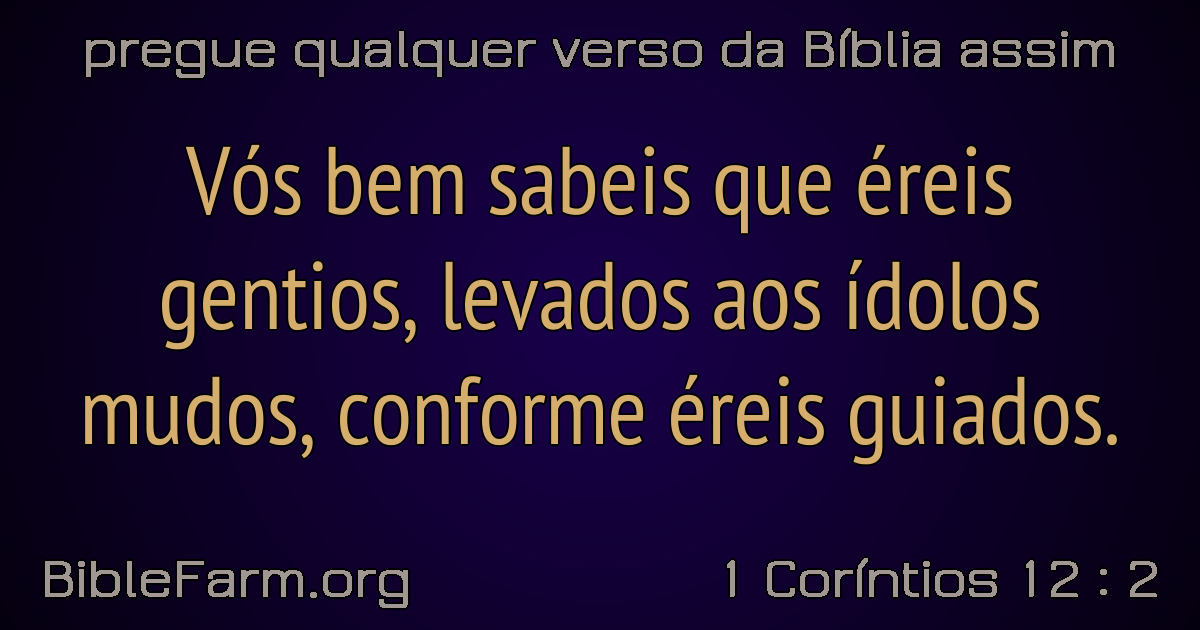 pregue qualquer verso da Bíblia assim
Vós bem sabeis que éreis
gentios, levados aos ídolos
mudos, conforme éreis guiados.
BibleFarm.org
1 Coríntios 12 : 2